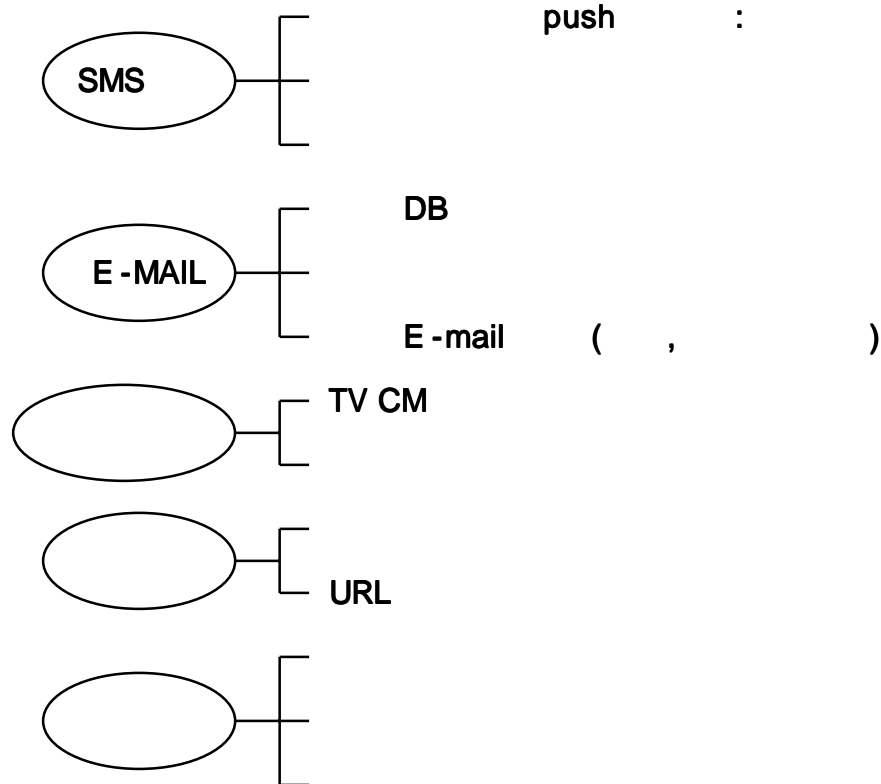 push :
SMS
DB
E-MAIL
E-mail ( , )
TV CM
URL